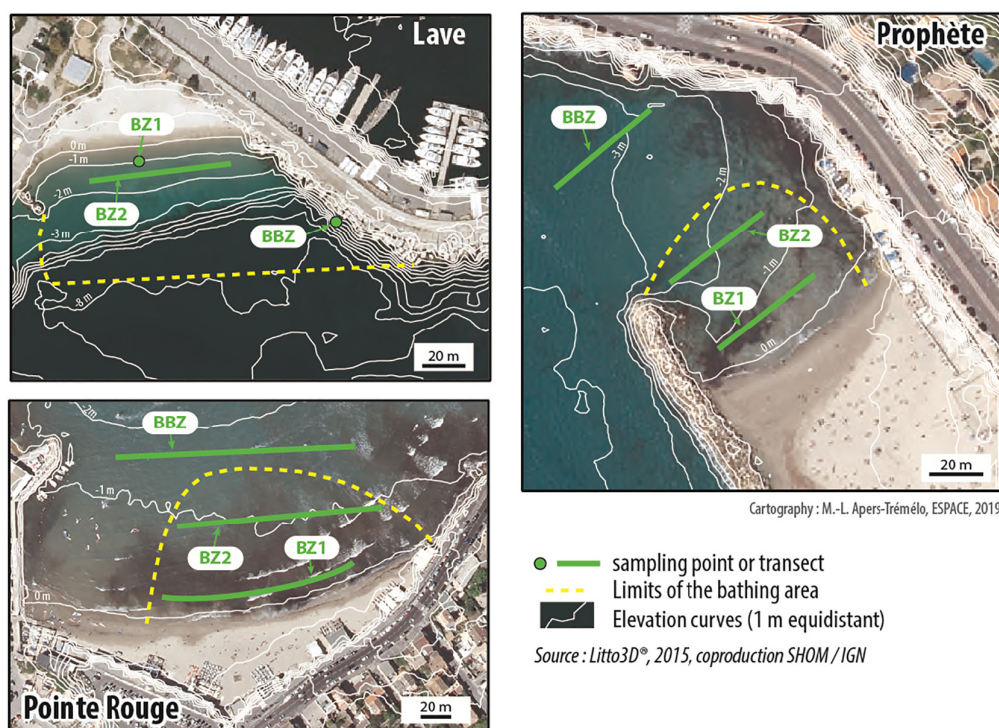 Lave
BZ1
0 m
-1 m
BZ2
-2 m
BBZ
-3 m
-8 m
20 m
Prophète
BBZ
-3 m
-2 m
BZ2
-1 m
BZ1
0 m
20 m
BBZ
-2m
-1 m
BZ2
BZ1
0 m
Pointe Rouge
20 m
Cartography : M.-L. Apers-Trémélo, ESPACE, 2019
sampling point or transect
Limits of the bathing area
Elevation curves (1 m equidistant)
Source : Litto3D®, 2015, coproduction SHOM / IGN